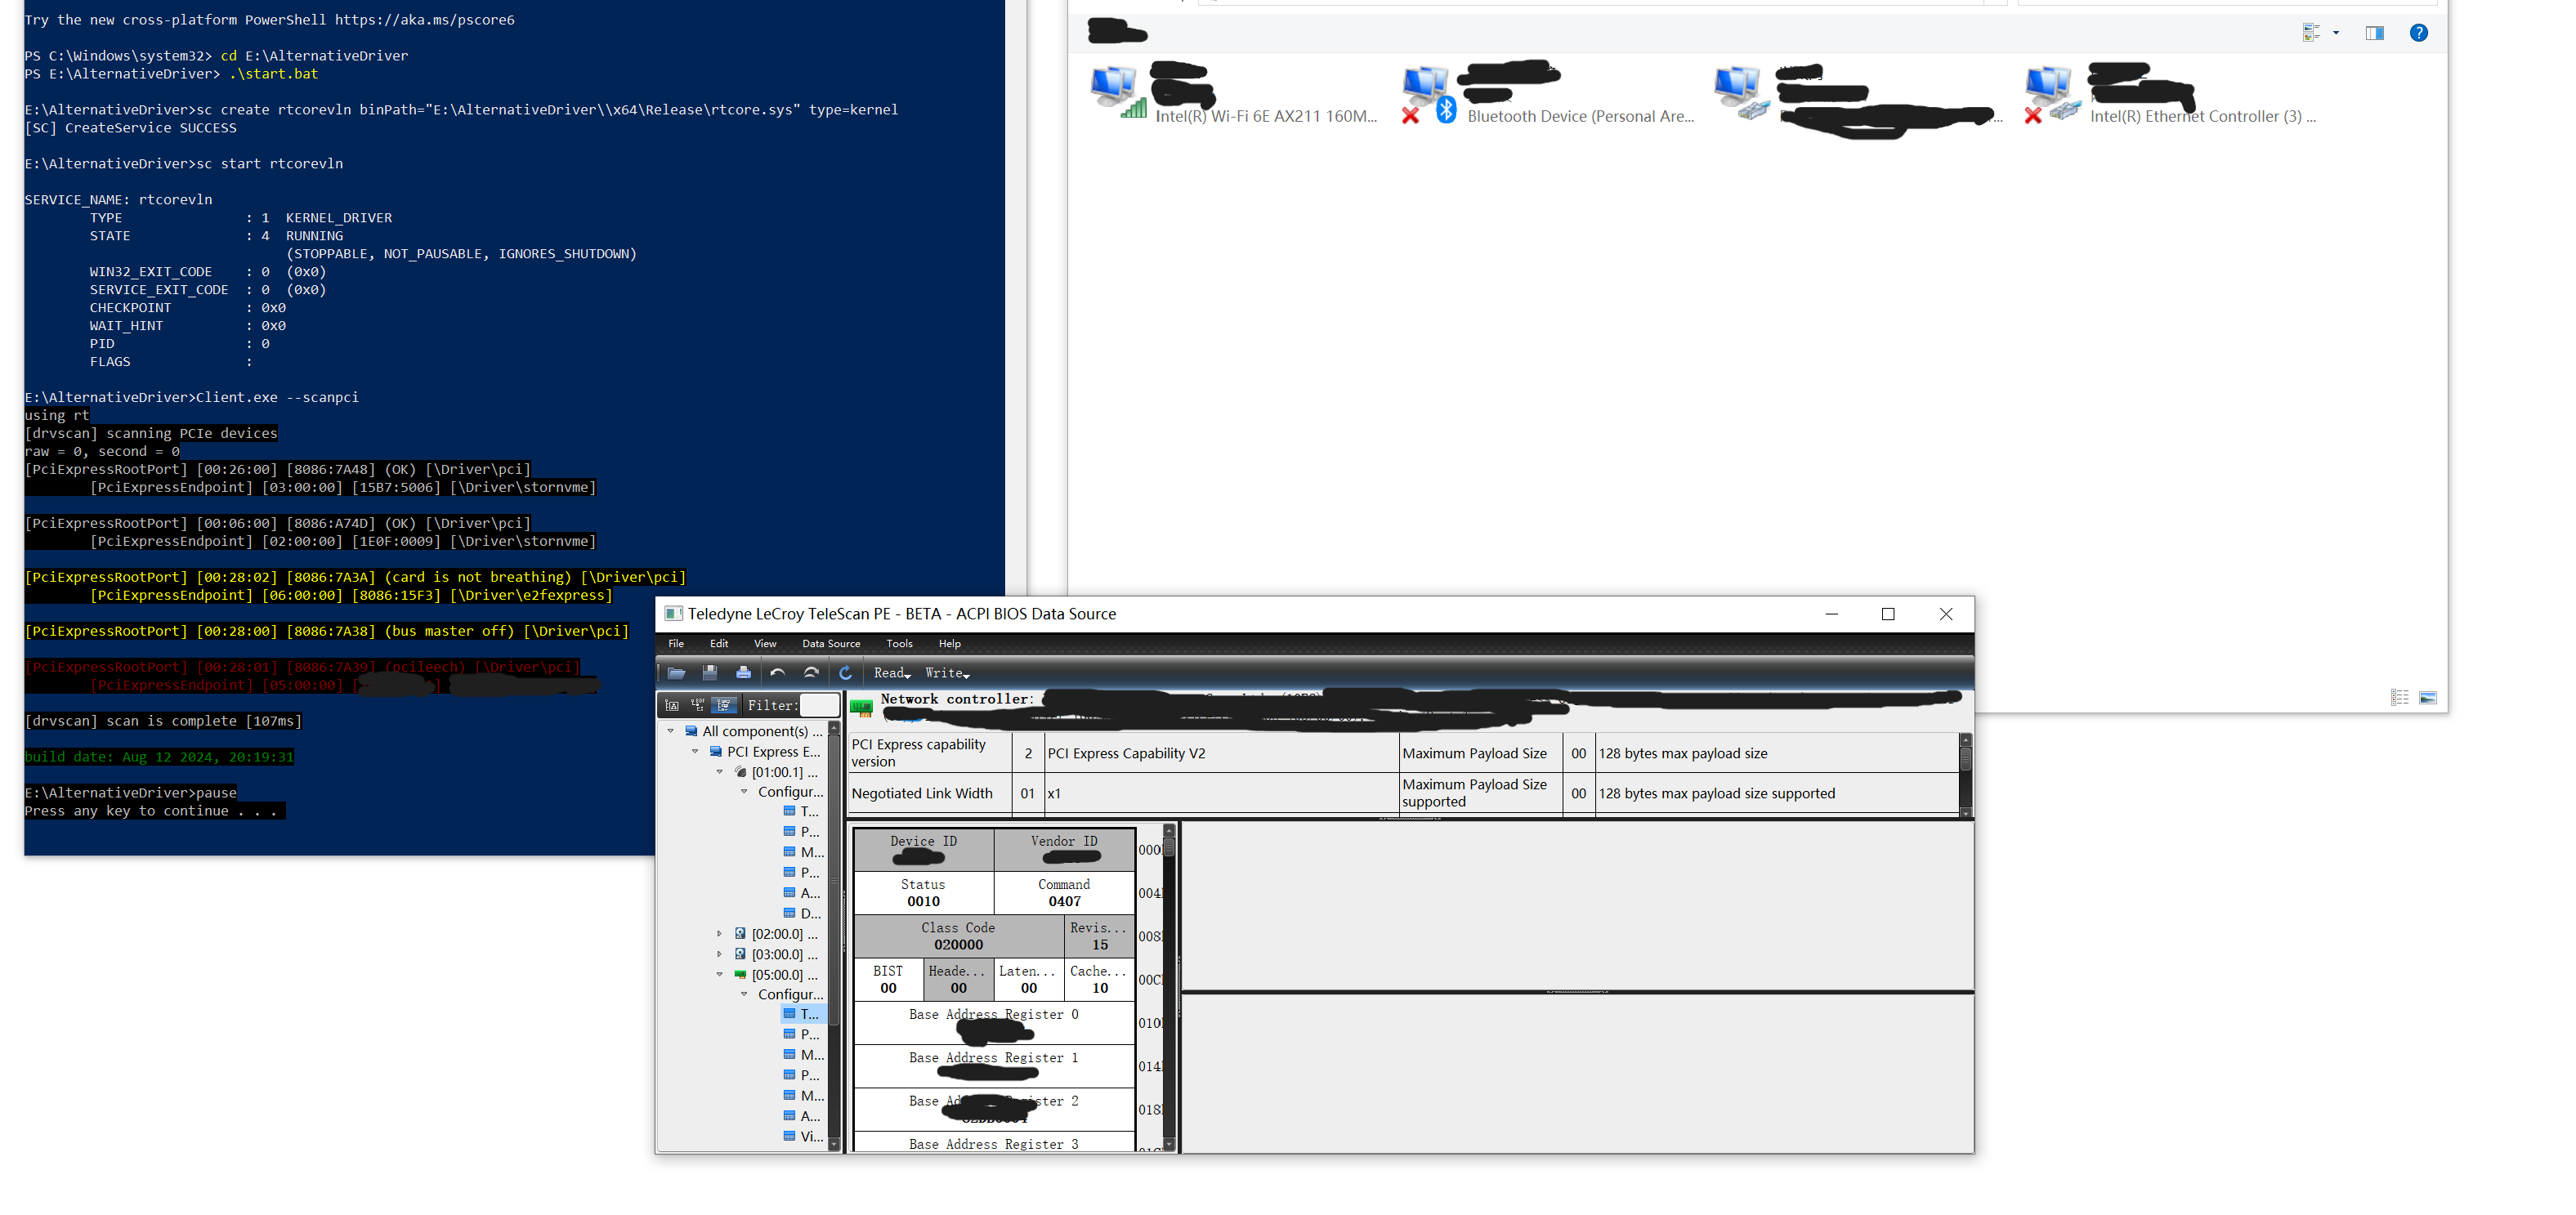 Try the new cross-platform PowerShell https://aka.ms/pscore6
PS C:\Windows\system32> cd E:\AlternativeDriver
PS E:\AlternativeDriver> .\start.bat
E:\AlternativeDriver>sc create rtcorevln binPath="E:\AlternativeDriver\\x64\Release\rtcore.sys" type=kernel
[SC] CreateService SUCCESS
E:\AlternativeDriver>sc start rtcorevln
SERVICE_NAME: rtcorevln
TYPE : 1 KERNEL_DRIVER
STATE : 4 RUNNING
(STOPPABLE, NOT_PAUSABLE, IGNORES_SHUTDOWN)
WIN32_EXIT_CODE : 0 (0x0)
SERVICE_EXIT_CODE : 0 (0x0)
CHECKPOINT : 0x0
WAIT_HINT : 0x0
PID : 0
FLAGS :
E:\AlternativeDriver>Client.exe --scanpci
using rt
[drvscan] scanning PCIe devices
raw = 0, second = 0
[PciExpressRootPort] [00:26:00] [8086:7A48] (OK) [\Driver\pci]
[PciExpressEndpoint] [03:00:00] [15B7:5006] [\Driver\stornvme]
[PciExpressRootPort] [00:06:00] [8086:A74D] (OK) [\Driver\pci]
[PciExpressEndpoint] [02:00:00] [1E0F:0009] [\Driver\stornvme]
[PciExpressRootPort] [00:28:02] [8086:7A3A] (card is not breathing) [\Driver\pci]
[PciExpressEndpoint] [06:00:00] [8086:15F3] [\Driver\e2fexpress]
[PciExpressRootPort] [00:28:00] [8086:7A38] (bus master off) [\Driver\pci]
[PciExpressRootPort] [00:28:01] [8086:7A39] (pcileech) [\Driver\pci]
[PciExpressEndpoint] [05:00:00] [
[drvscan] scan is complete [107ms]
build date: Aug 12 2024, 20:19:31
E:\AlternativeDriver>pause
Press any key to continue . . .
Intel(R) Wi-Fi 6E AX211 160M...
Bluetooth Device (Personal Are...
Intel(R) Ethernet Controller (3) ...
Teledyne LeCroy TeleScan PE - BETA - ACPI BIOS Data Source
File Edit View Data Source Tools Help
Read Write
Filter:
All component(s) ...
PCI Express E...
[01:00.1] ...
Configur...
T...
P...
M...
P...
A...
D...
[02:00.0] ...
[03:00.0] ...
[05:00.0] ...
Configur...
T...
P...
M...
P...
M...
A...
Vi...
Network controller:
PCI Express capability version 2 PCI Express Capability V2 Maximum Payload Size 00 128 bytes max payload size
Negotiated Link Width 01 x1 Maximum Payload Size supported 00 128 bytes max payload size supported
Device ID Vendor ID
Status Command
0010 0407
Class Code Revis...
020000 15
BIST Heade... Laten... Cache...
00 00 00 10
Base Address Register 0
Base Address Register 1
Base Address Register 2
Base Address Register 3
000
004
008
00C
010
014
018